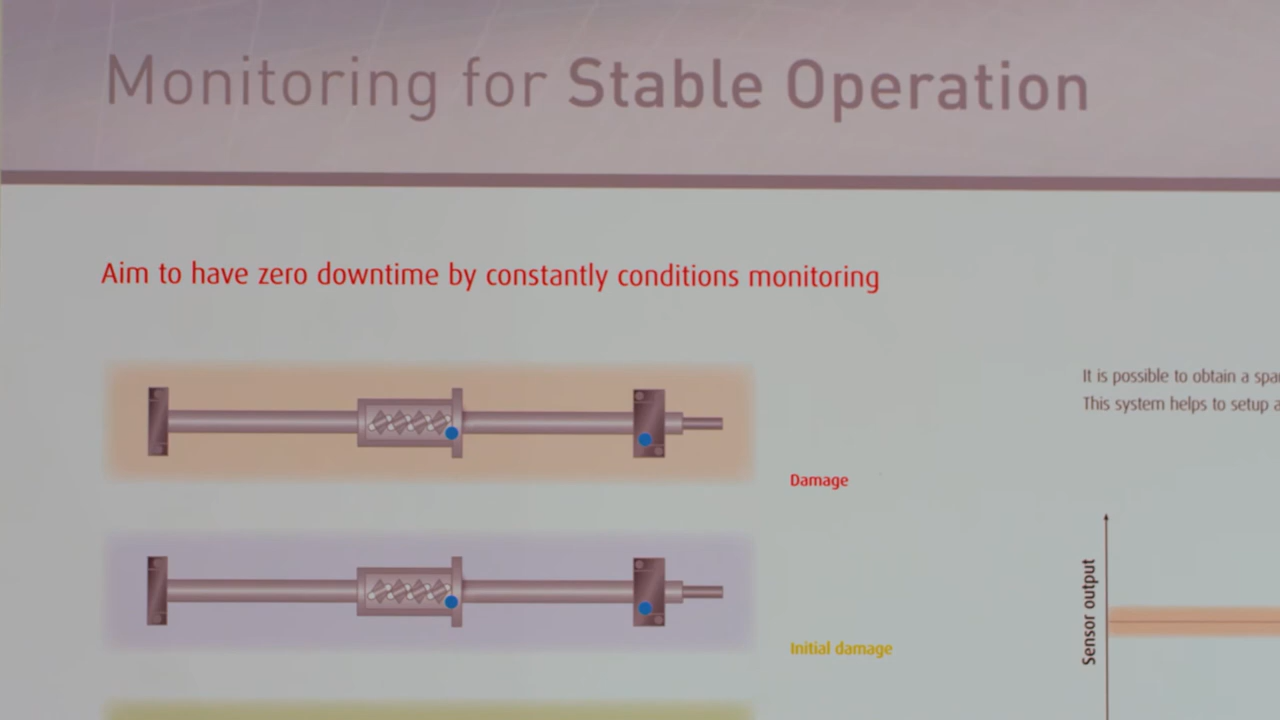 Monitoring for Stable Operation
Aim to have zero downtime by constantly conditions monitoring
It is possible to obtain a
This system helps to setup
Damage
Initial damage
Sensor output